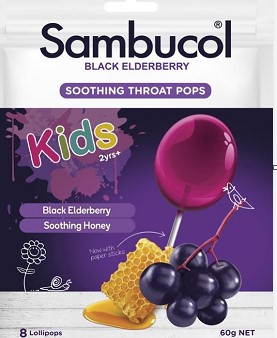 Sambucol®
BLACK ELDERBERRY
SOOTHING THROAT POPS
Kids
2yrs+
Black Elderberry
Soothing Honey
Now with
paper sticks
8 Lollipops
60g NET